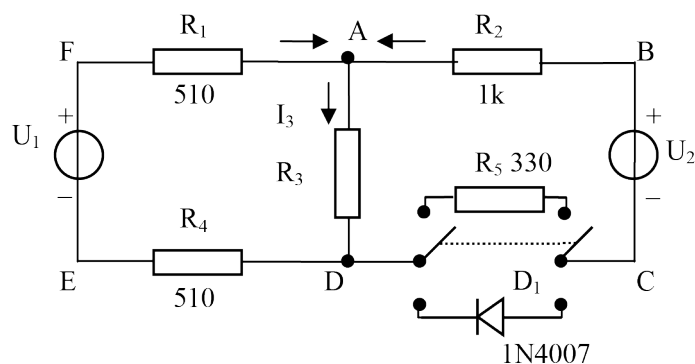 R₁ A R₂
F B
510 1k
+ I₃ +
U₁ R₃ R₅ 330 U₂
− −
R₄
E D D₁ C
510
1N4007